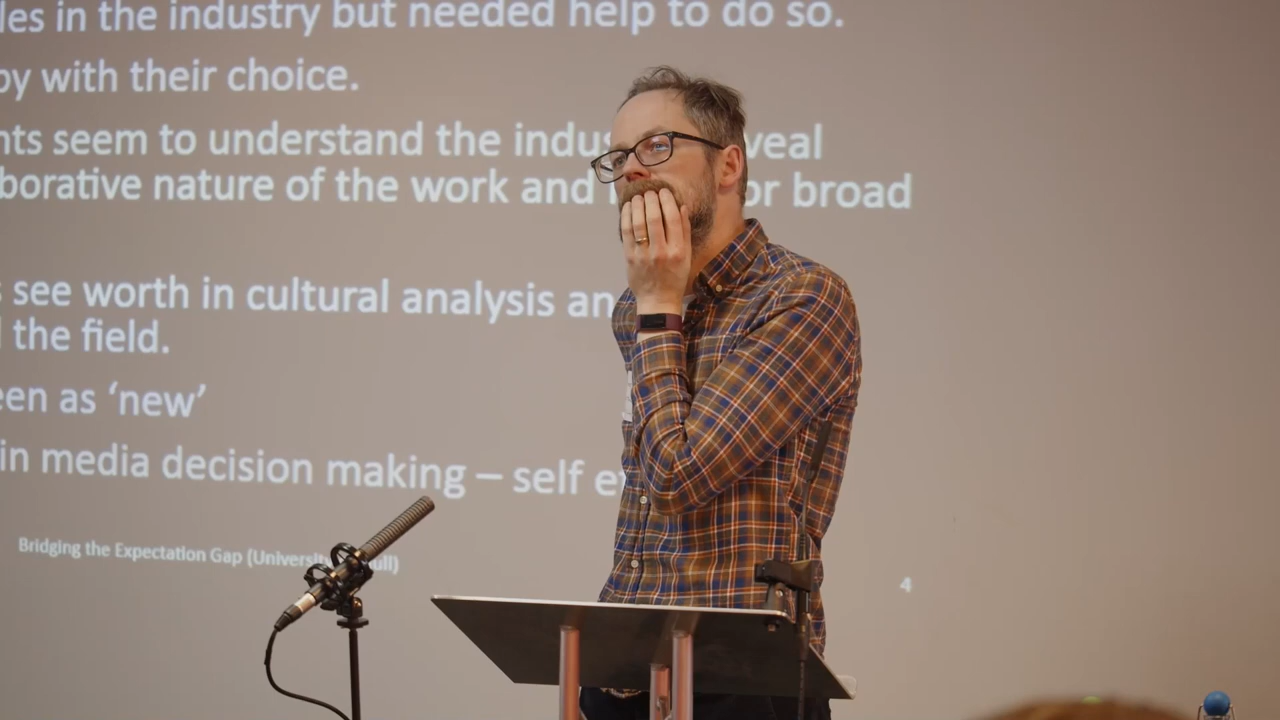 les in the industry but needed help to do so.
py with their choice.
nts seem to understand the indus veal
borative nature of the work and or broad
s see worth in cultural analysis an
the field.
een as ‘new’
in media decision making – self ef
Bridging the Expectation Gap (University ull)
4